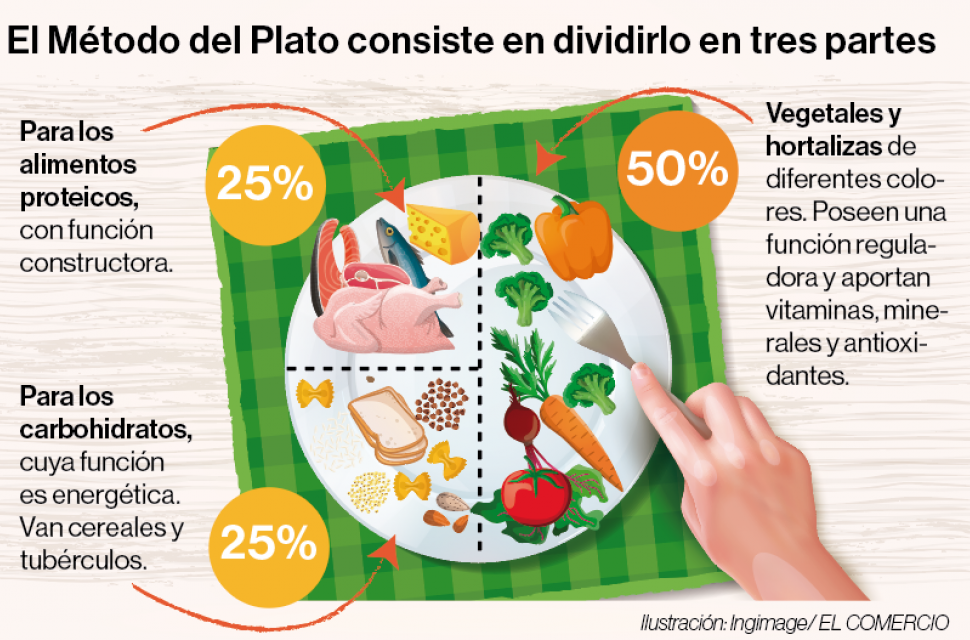 El Método del Plato consiste en dividirlo en tres partes
Para los
alimentos
proteicos,
con función
constructora.
25%
50%
Vegetales y
hortalizas de
diferentes colo-
res. Poseen una
función regula-
dora y aportan
vitaminas, mine-
rales y antioxi-
dantes.
Para los
carbohidratos,
cuya función
es energética.
Van cereales y
tubérculos.
25%
Ilustración: Ingimage/ EL COMERCIO